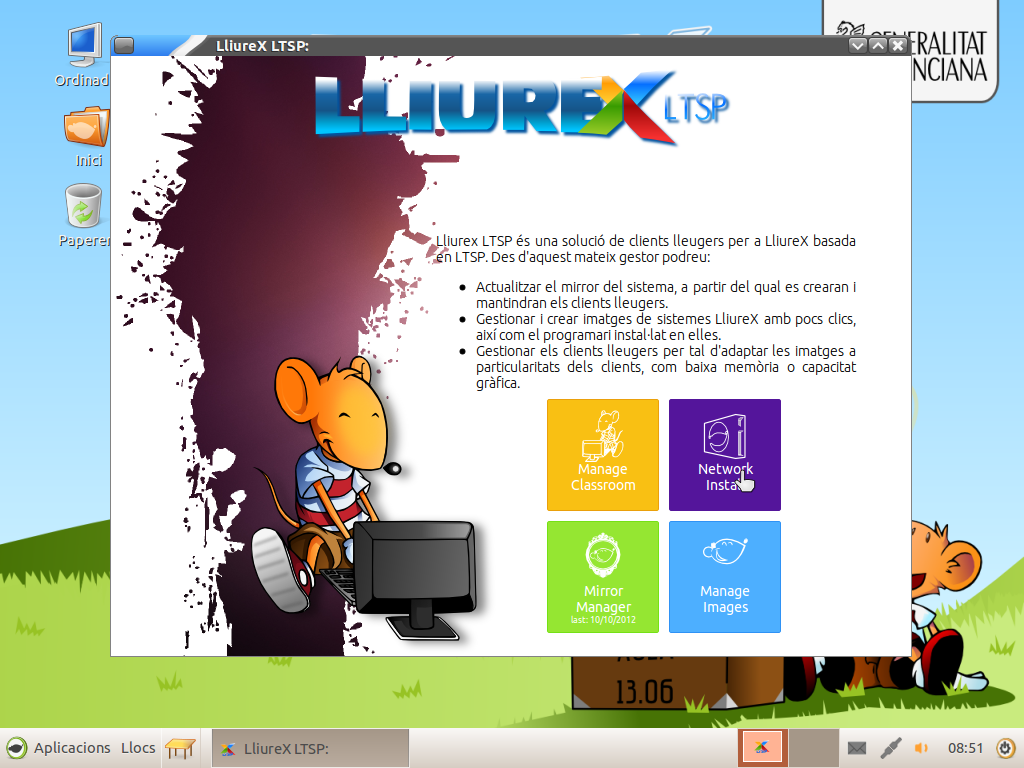 LliureX LTSP:
GENERALITAT
Ordinad
LLIUREX LTSP
Inici
Paperer
Lliurex LTSP és una solució de clients lleugers per a LliureX basada
en LTSP. Des d'aquest mateix gestor podreu:
• Actualitzar el mirror del sistema, a partir del qual es crearan i
mantindran els clients lleugers.
• Gestionar i crear imatges de sistemes LliureX amb pocs clics,
així com el programari instal·lat en elles.
• Gestionar els clients lleugers per tal d'adaptar les imatges a
particularitats dels clients, com baixa memòria o capacitat
gràfica.
Manage
Classroom
Network
Mirror
Manager
last: 10/10/2012
Manage
Images
13.06
Aplicacions Llocs LliureX LTSP: 08:51